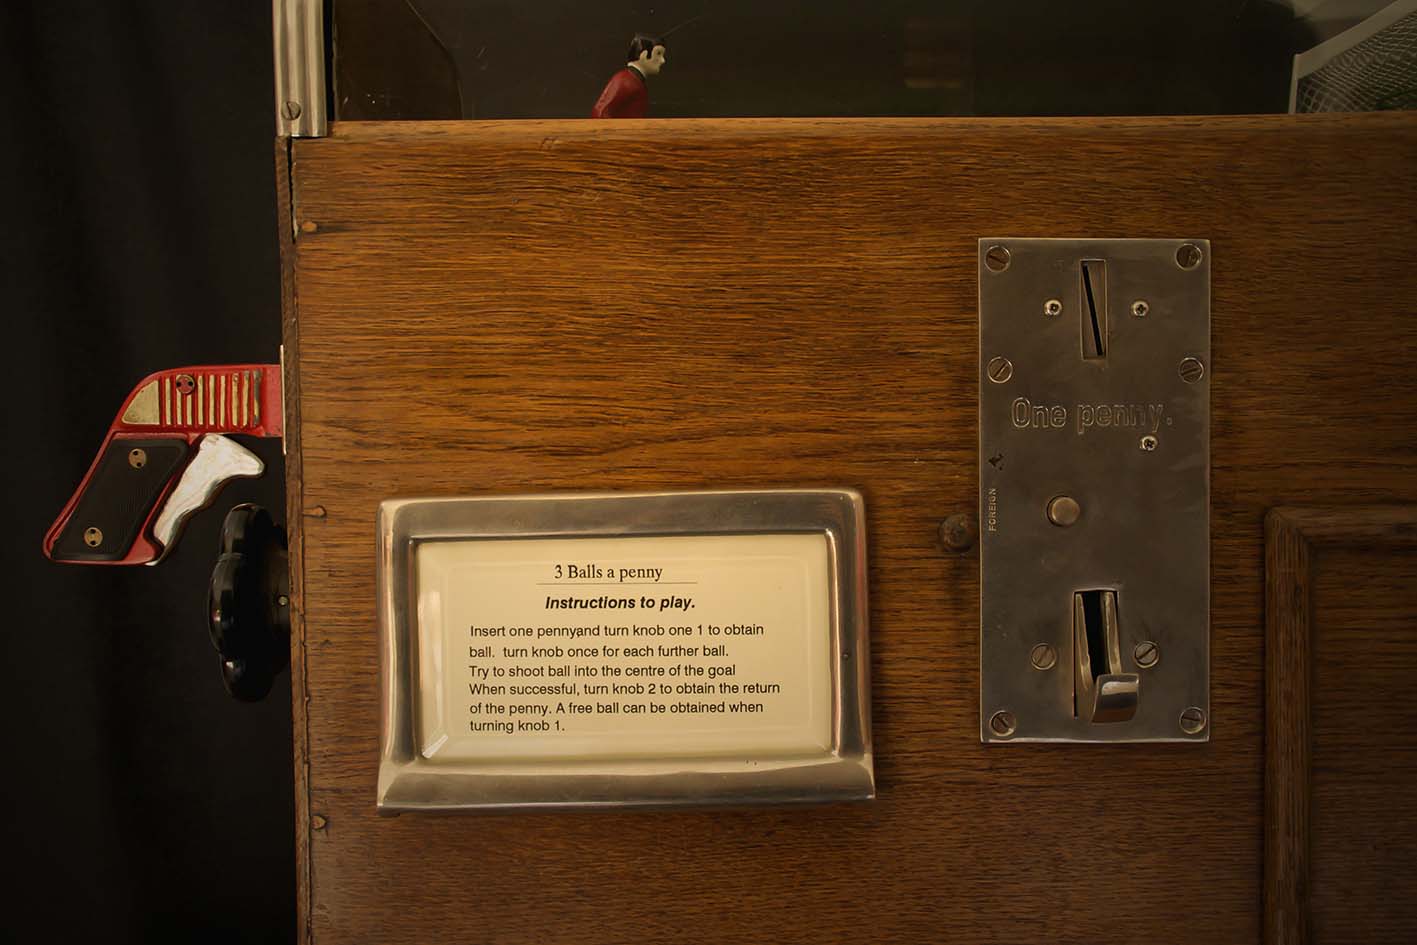 One penny.
FOREIGN
3 Balls a penny
Instructions to play.
Insert one pennyand turn knob one 1 to obtain
ball. turn knob once for each further ball.
Try to shoot ball into the centre of the goal
When successful, turn knob 2 to obtain the return
of the penny. A free ball can be obtained when
turning knob 1.